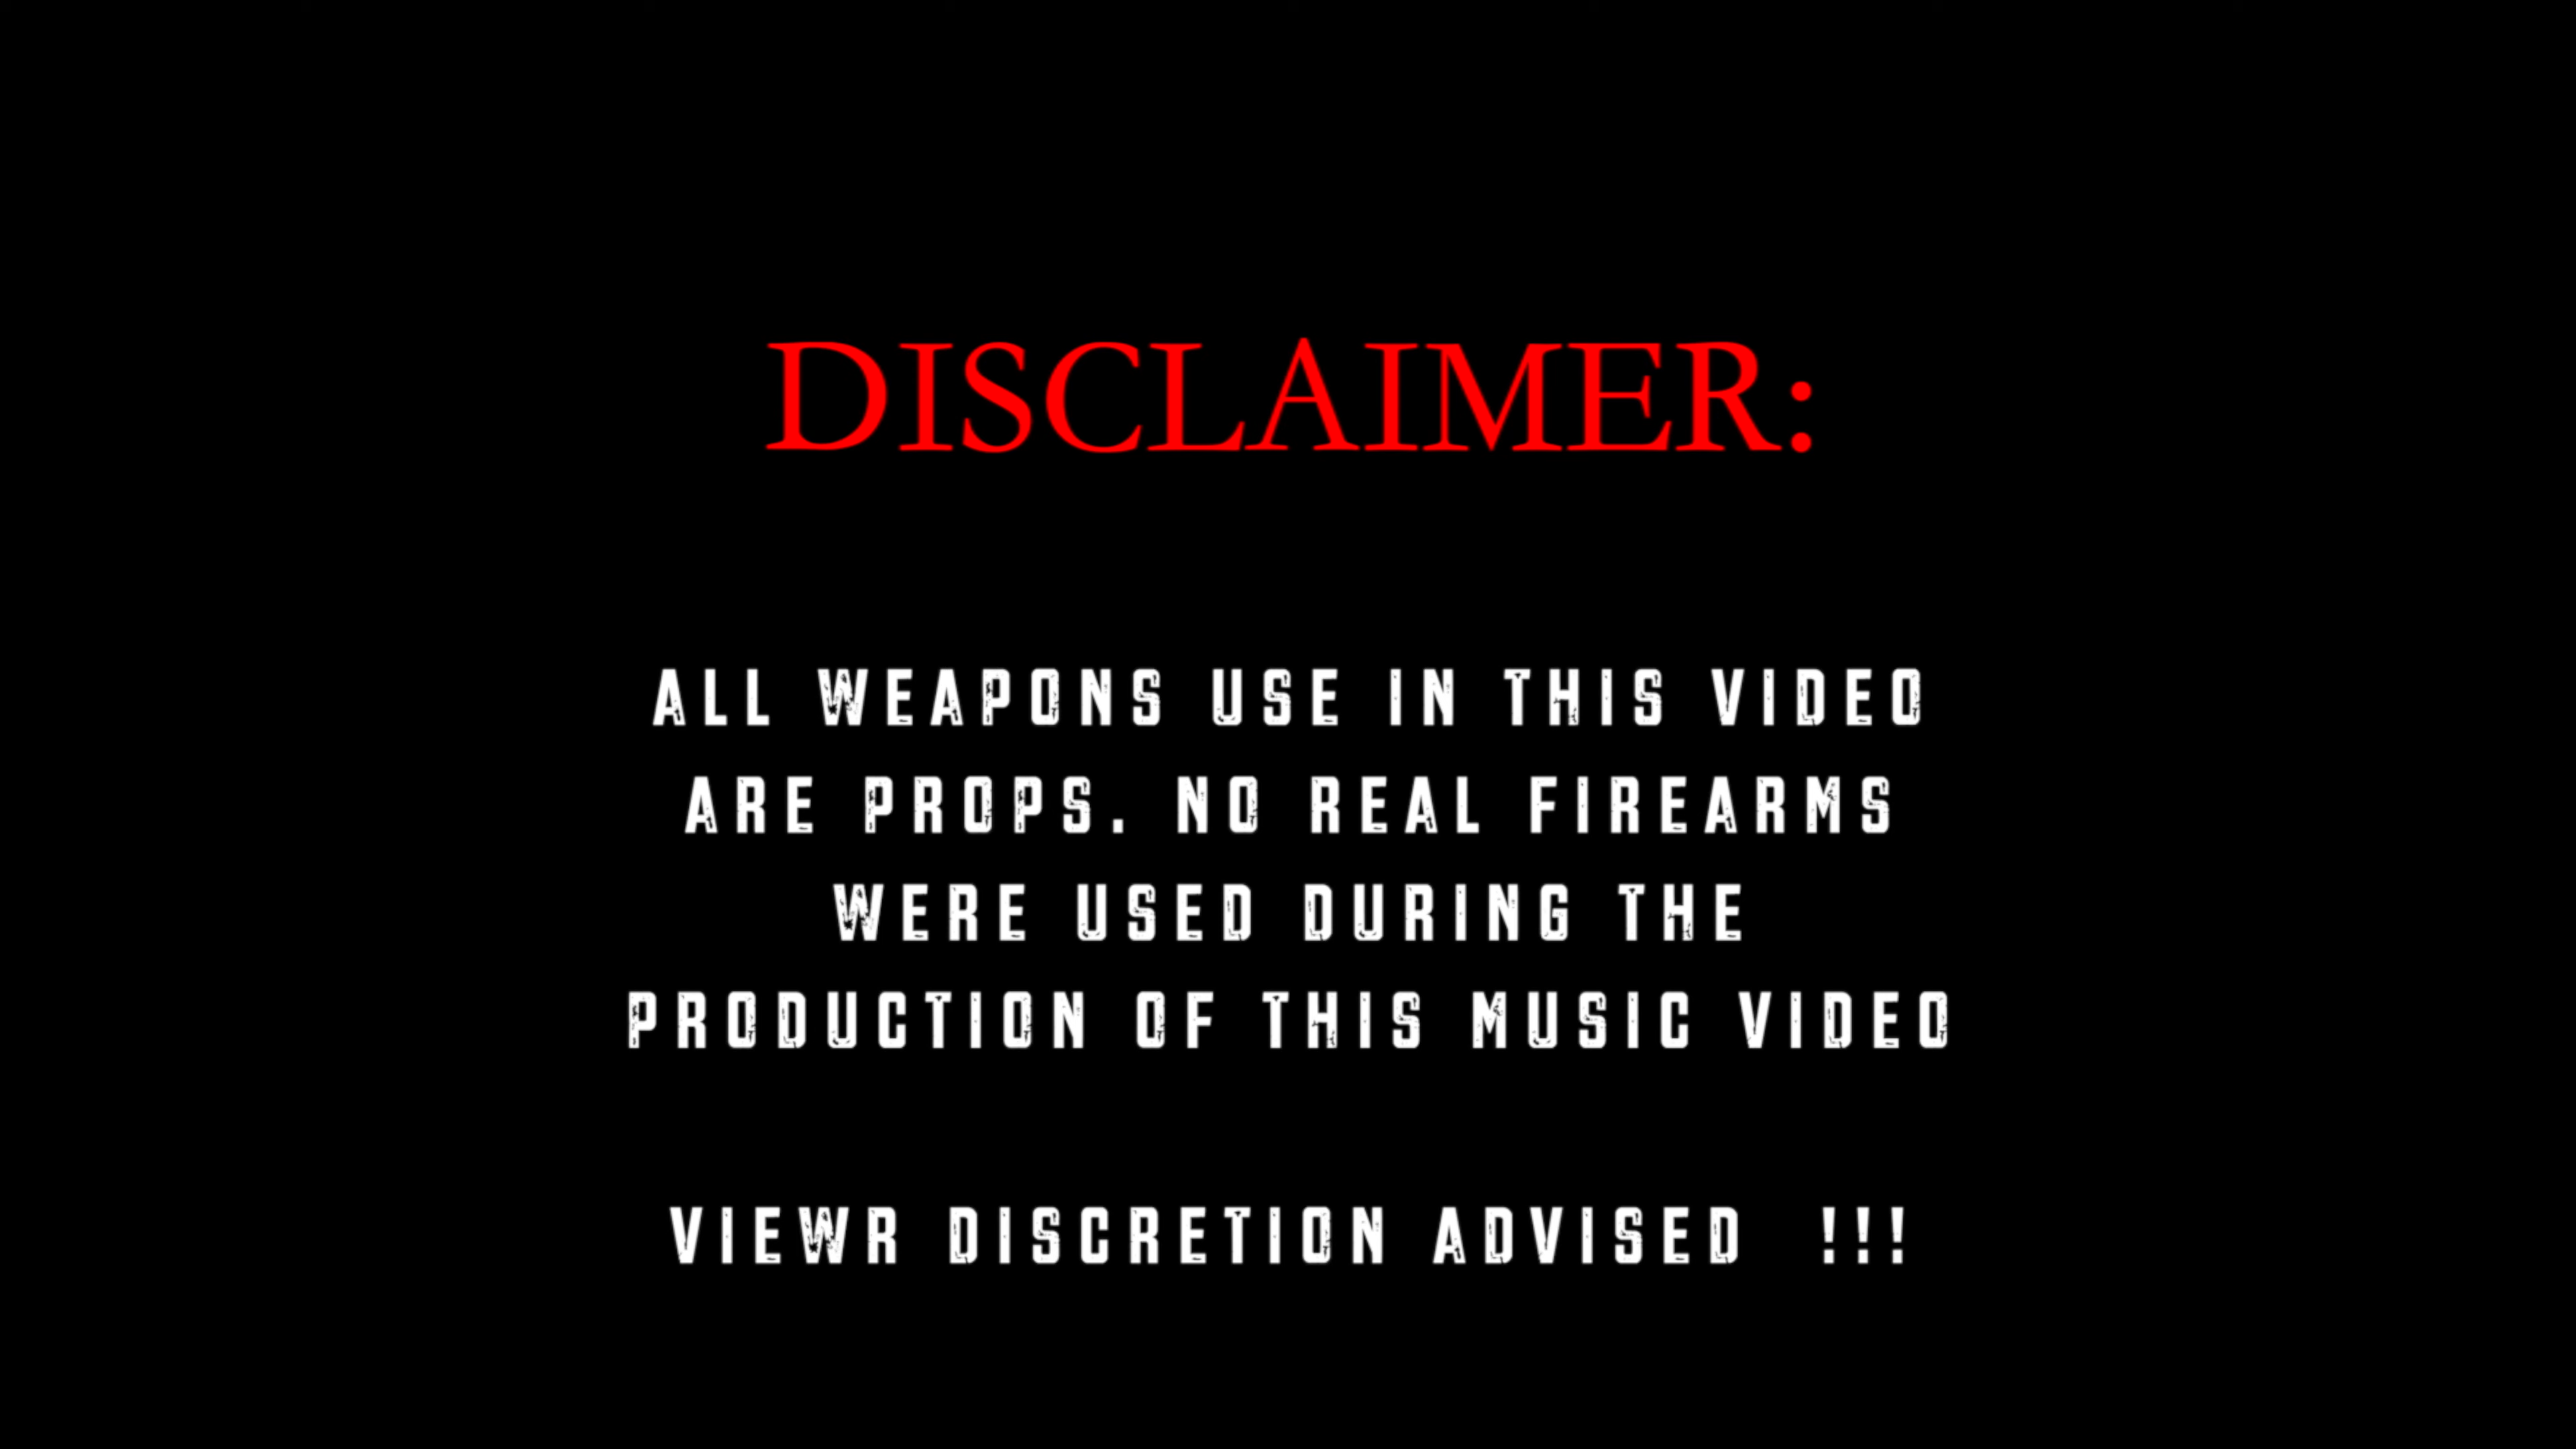 DISCLAIMER:
ALL WEAPONS USE IN THIS VIDEO
ARE PROPS. NO REAL FIREARMS
WERE USED DURING THE
PRODUCTION OF THIS MUSIC VIDEO
VIEWR DISCRETION ADVISED !!!